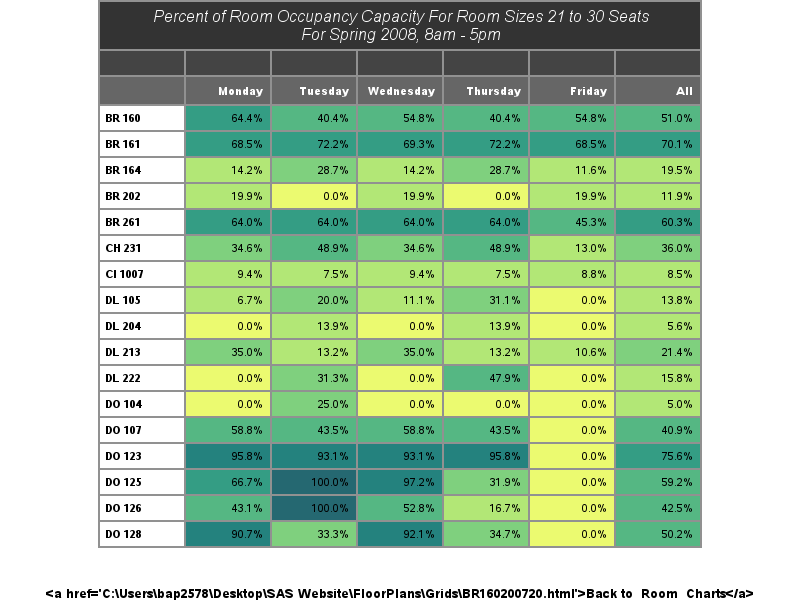 Percent of Room Occupancy Capacity For Room Sizes 21 to 30 Seats
For Spring 2008, 8am - 5pm
Monday Tuesday Wednesday Thursday Friday All
BR 160 64.4% 40.4% 54.8% 40.4% 54.8% 51.0%
BR 161 68.5% 72.2% 69.3% 72.2% 68.5% 70.1%
BR 164 14.2% 28.7% 14.2% 28.7% 11.6% 19.5%
BR 202 19.9% 0.0% 19.9% 0.0% 19.9% 11.9%
BR 261 64.0% 64.0% 64.0% 64.0% 45.3% 60.3%
CH 231 34.6% 48.9% 34.6% 48.9% 13.0% 36.0%
CI 1007 9.4% 7.5% 9.4% 7.5% 8.8% 8.5%
DL 105 6.7% 20.0% 11.1% 31.1% 0.0% 13.8%
DL 204 0.0% 13.9% 0.0% 13.9% 0.0% 5.6%
DL 213 35.0% 13.2% 35.0% 13.2% 10.6% 21.4%
DL 222 0.0% 31.3% 0.0% 47.9% 0.0% 15.8%
DO 104 0.0% 25.0% 0.0% 0.0% 0.0% 5.0%
DO 107 58.8% 43.5% 58.8% 43.5% 0.0% 40.9%
DO 123 95.8% 93.1% 93.1% 95.8% 0.0% 75.6%
DO 125 66.7% 100.0% 97.2% 31.9% 0.0% 59.2%
DO 126 43.1% 100.0% 52.8% 16.7% 0.0% 42.5%
DO 128 90.7% 33.3% 92.1% 34.7% 0.0% 50.2%
<a href='C:\Users\bap2578\Desktop\SAS Website\FloorPlans\Grids\BR160200720.html'>Back to Room Charts</a>